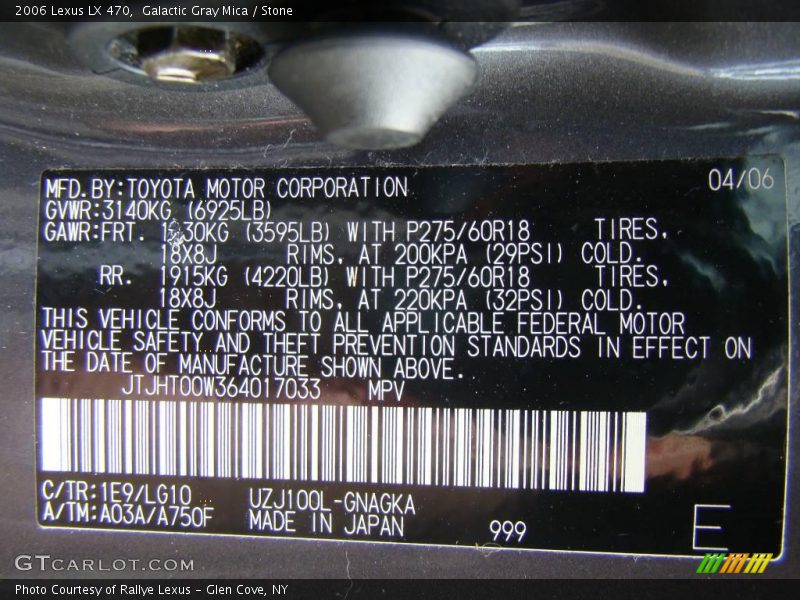 2006 Lexus LX 470, Galactic Gray Mica / Stone
MFD.BY:TOYOTA MOTOR CORPORATION 04/06
GVWR:3140KG (6925LB)
GAWR:FRT. (3595LB) WITH P275/60R18 TIRES,
18X8J RIMS, AT 200KPA (29PSI) COLD.
RR. 1915KG (4220LB) WITH P275/60R18 TIRES,
18X8J RIMS, AT 220KPA (32PSI) COLD.
THIS VEHICLE CONFORMS TO ALL APPLICABLE FEDERAL MOTOR
VEHICLE SAFETY AND THEFT PREVENTION STANDARDS IN EFFECT ON
THE DATE OF MANUFACTURE SHOWN ABOVE.
JTJHT00W364017033 MPV
C/TR:1E9/LG10 UZJ100L-GNAGKA
A/TM:A03A/A750F MADE IN JAPAN 999 E
GTCARLOT.COM
Photo Courtesy of Rallye Lexus - Glen Cove, NY